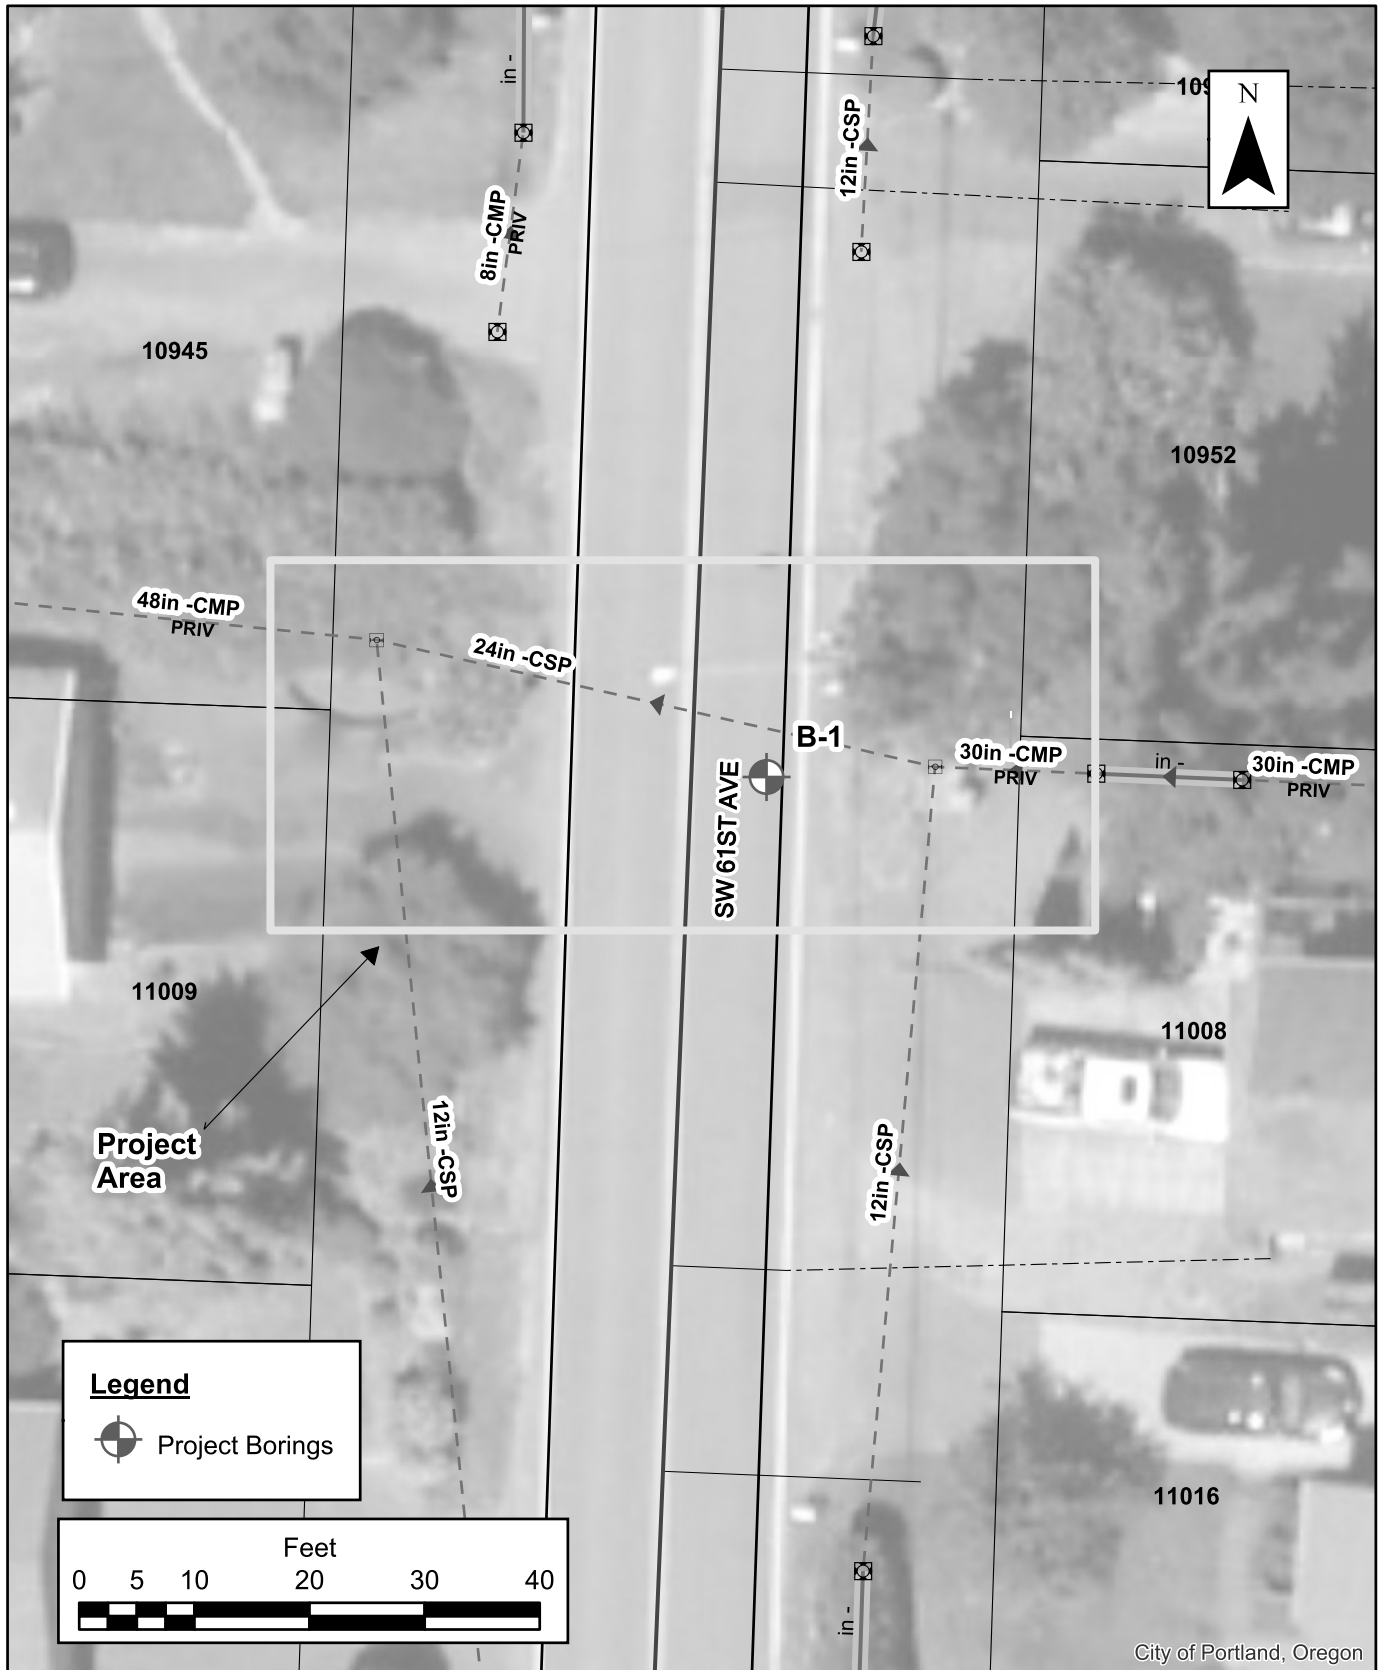 in -
12in -CSP
109
N
8in -CMP
PRIV
10945
10952
48in -CMP
PRIV
24in -CSP
B-1
30in -CMP
PRIV
in -
30in -CMP
PRIV
SW 61ST AVE
11009
11008
Project
Area
12in -CSP
12in -CSP
Legend
Project Borings
11016
Feet
0 5 10 20 30 40
in -
City of Portland, Oregon